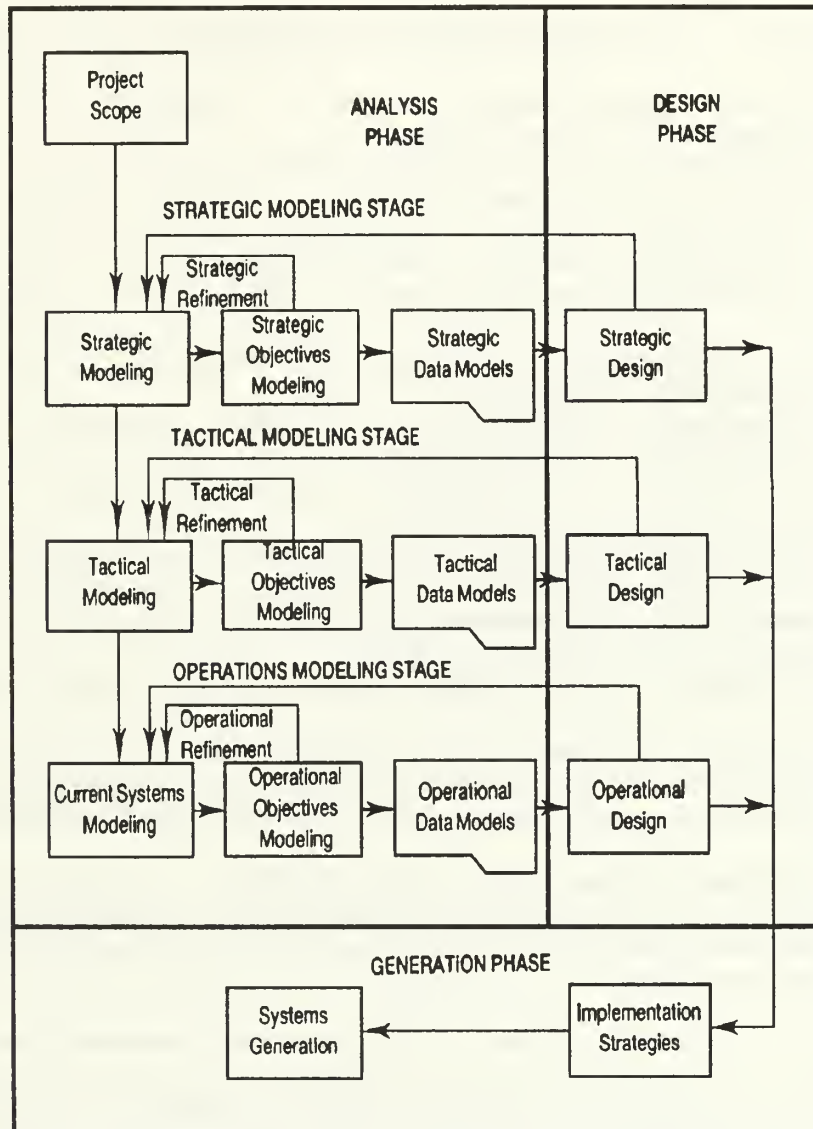 Project
Scope
ANALYSIS
PHASE
DESIGN
PHASE
STRATEGIC MODELING STAGE
Strategic
Refinement
Strategic
Modeling
Strategic
Objectives
Modeling
Strategic
Data Models
Strategic
Design
TACTICAL MODELING STAGE
Tactical
Refinement
Tactical
Modeling
Tactical
Objectives
Modeling
Tactical
Data Models
Tactical
Design
OPERATIONS MODELING STAGE
Operational
Refinement
Current Systems
Modeling
Operational
Objectives
Modeling
Operational
Data Models
Operational
Design
GENERATION PHASE
Systems
Generation
Implementation
Strategies